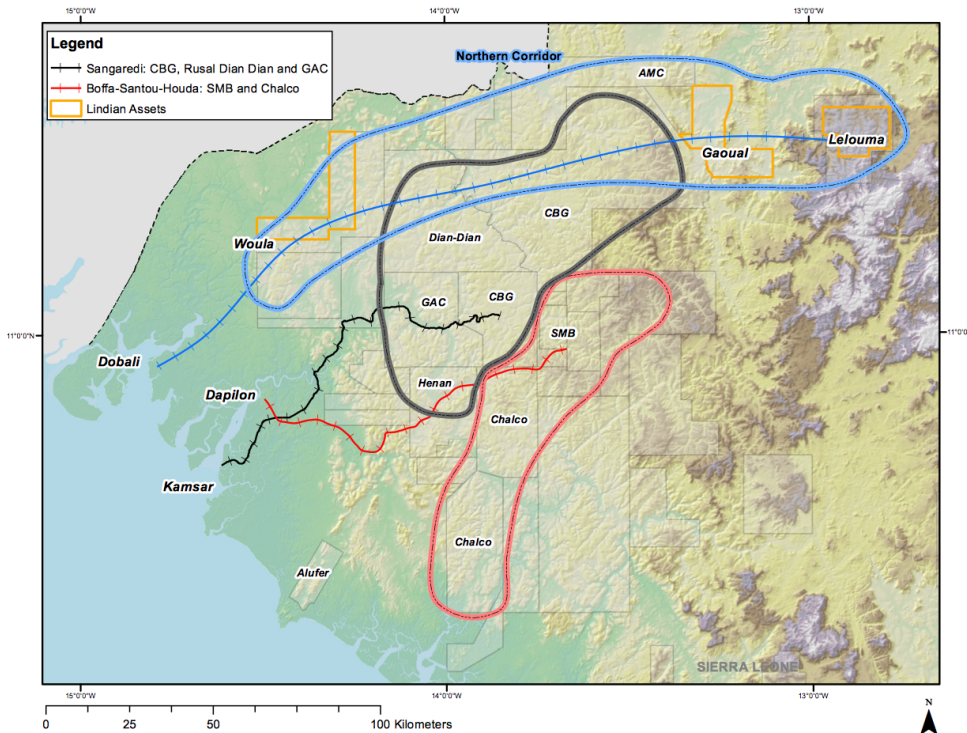 15°0'0"W
14°0'0"W
13°0'0"W
Legend
Sangaredi: CBG, Rusal Dian Dian and GAC
Boffa-Santou-Houda: SMB and Chalco
Lindian Assets
Northern Corridor
AMC
Gaoual
Lelouma
CBG
Dian-Dian
Woula
GAC
CBG
11°0'0"N
11°0'0"N
SMB
Dobali
Henan
Dapilon
Chalco
Kamsar
Chalco
Alufer
SIERRA LEONE
15°0'0"W
14°0'0"W
13°0'0"W
N
0 25 50 100 Kilometers